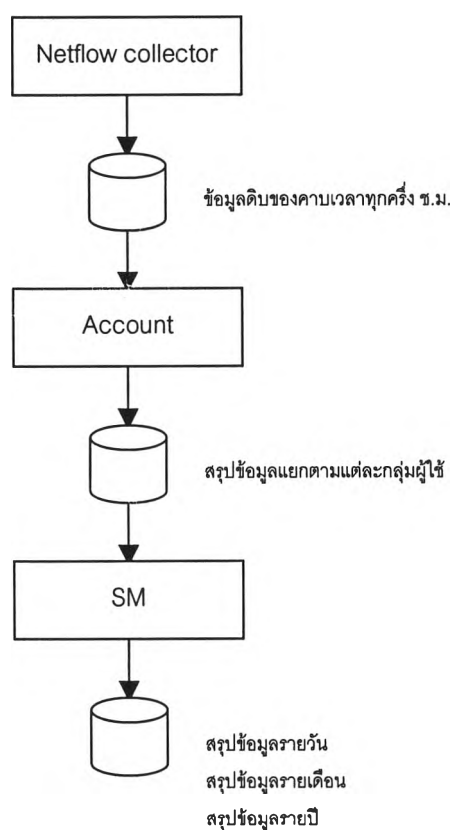 Netflow collector
ข้อมูลดิบของคาบเวลาทุกครึ่ง ช.ม.
Account
สรุปข้อมูลแยกตามแต่ละกลุ่มผู้ใช้
SM
สรุปข้อมูลรายวัน
สรุปข้อมูลรายเดือน
สรุปข้อมูลรายปี